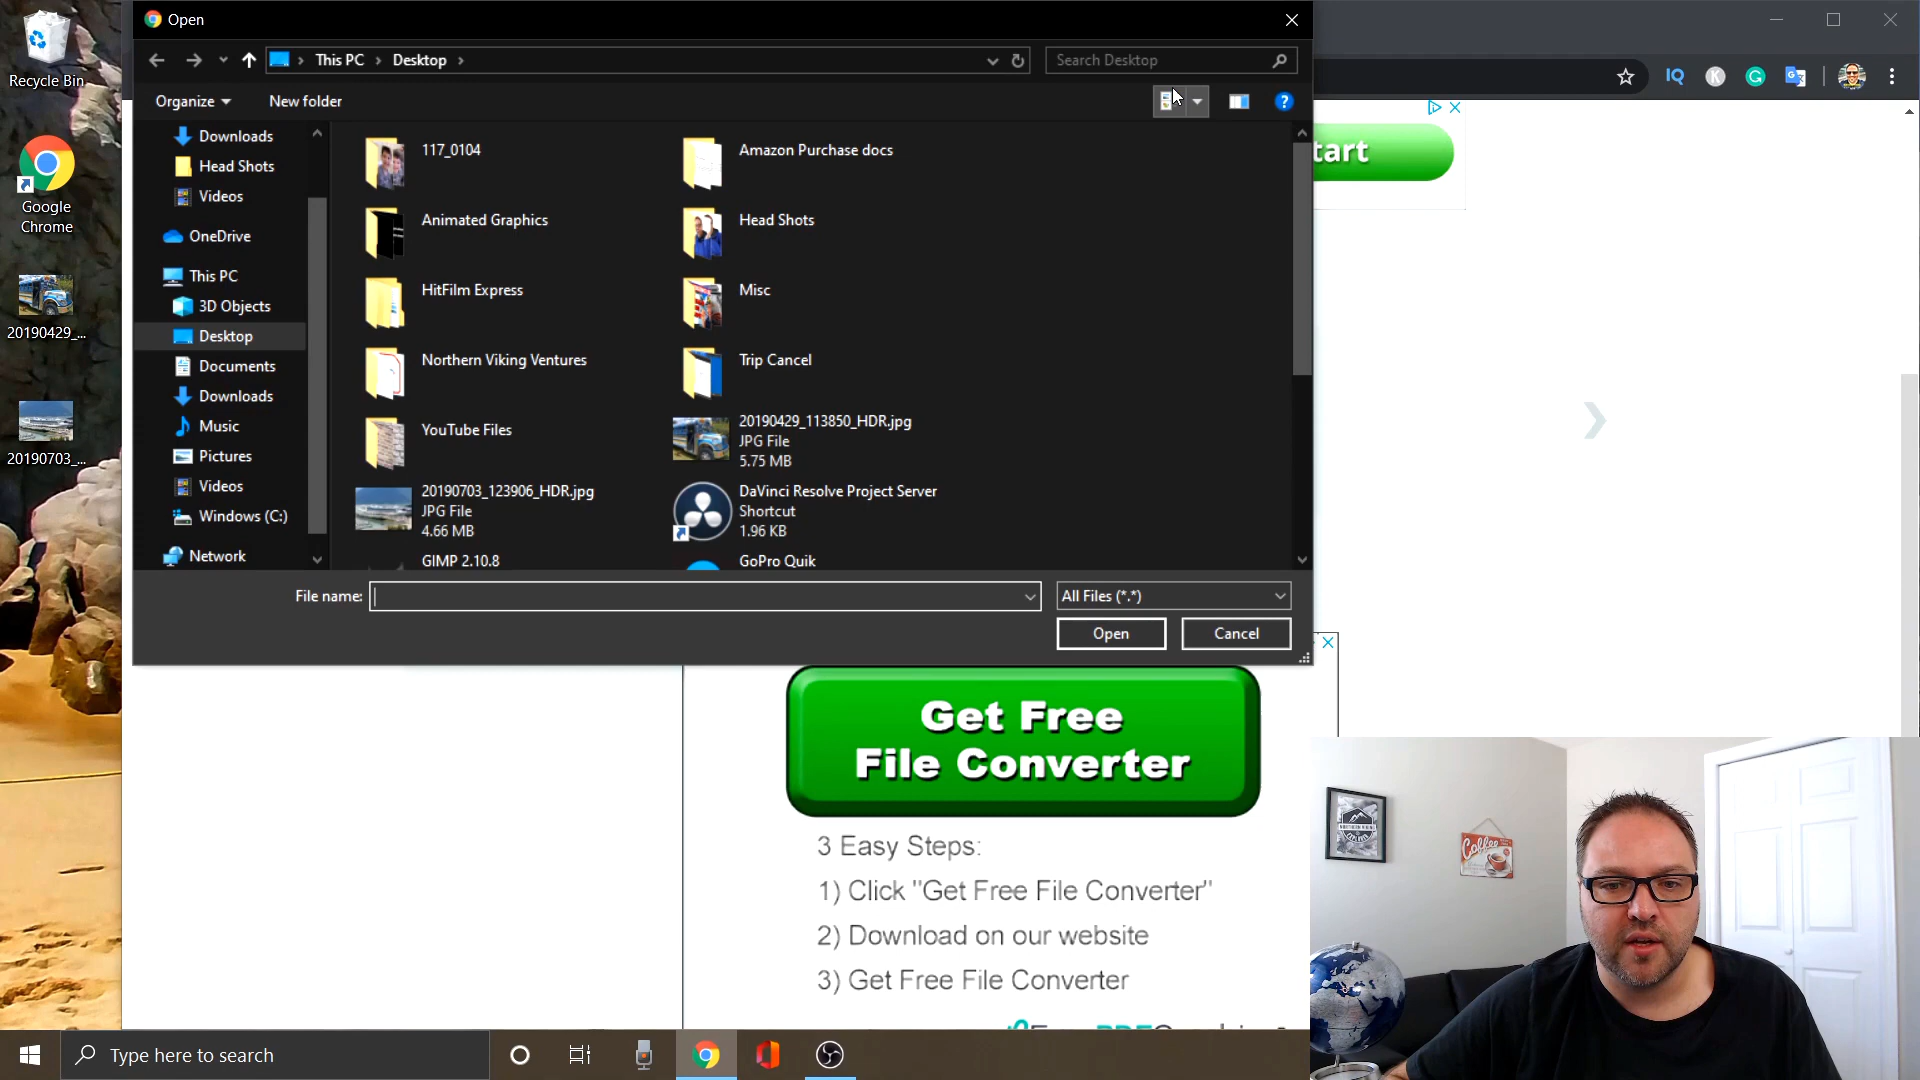 Recycle Bin
Google
Chrome
20190429_...
20190703_...
Open
This PC
Desktop
Search Desktop
Organize
New folder
Downloads
Head Shots
Videos
OneDrive
This PC
3D Objects
Desktop
Documents
Downloads
Music
Pictures
Videos
Windows (C:)
Network
117_0104
Amazon Purchase docs
Animated Graphics
Head Shots
HitFilm Express
Misc
Northern Viking Ventures
Trip Cancel
YouTube Files
20190429_113850_HDR.jpg
JPG File
5.75 MB
20190703_123906_HDR.jpg
JPG File
4.66 MB
DaVinci Resolve Project Server
Shortcut
1.96 KB
GIMP 2.10.8
GoPro Quik
File name:
All Files (*.*)
Open
Cancel
IQ
K
tart
Get Free
File Converter
3 Easy Steps:
1) Click "Get Free File Converter"
2) Download on our website
3) Get Free File Converter
Coffee
Type here to search